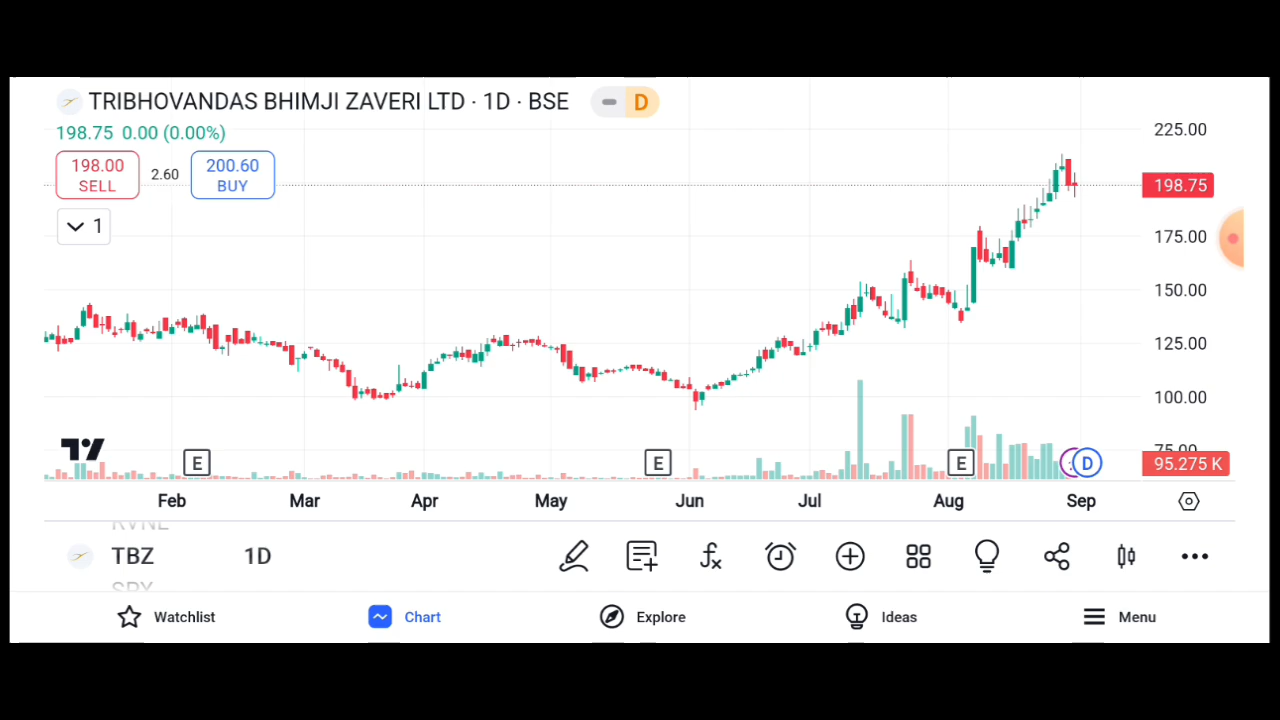 TRIBHOVANDAS BHIMJI ZAVERI LTD · 1D · BSE
D
198.75 0.00 (0.00%)
198.00
SELL
2.60
200.60
BUY
1
225.00
198.75
175.00
150.00
125.00
100.00
75.00
95.275 K
E
E
E
D
Feb Mar Apr May Jun Jul Aug Sep
RVNL
TBZ 1D
SPX
Watchlist Chart Explore Ideas Menu